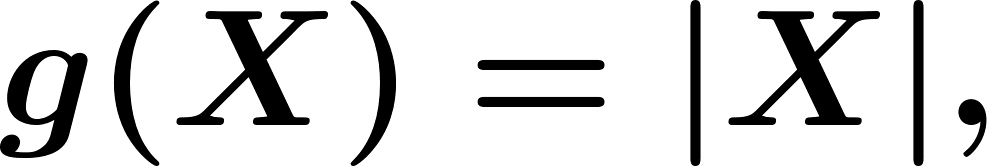 g(X) = |X|,